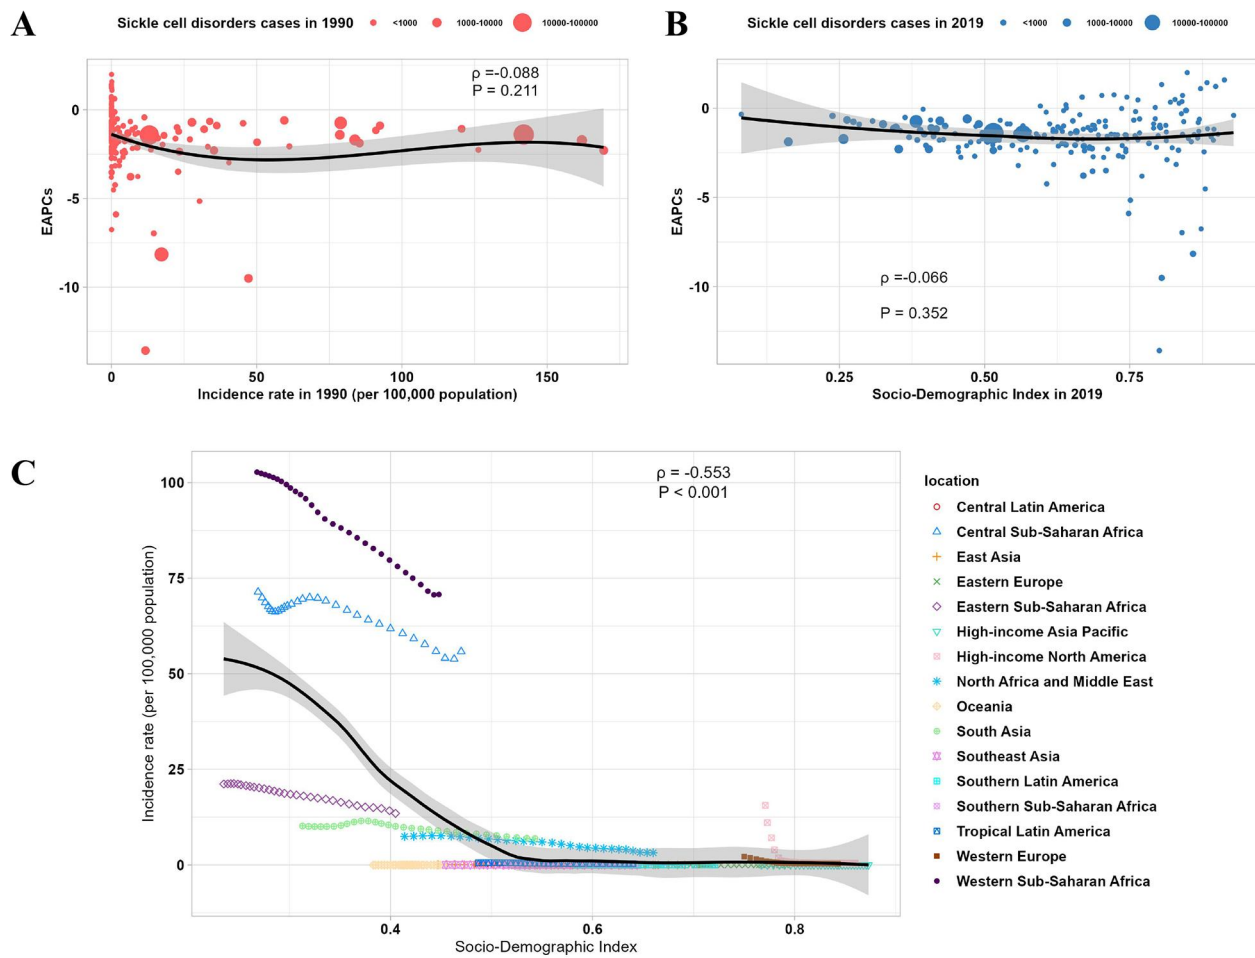 A
Sickle cell disorders cases in 1990 <1000 1000-10000 10000-100000
ρ =-0.088
P = 0.211
0
-5
-10
EAPCs
0 50 100 150
Incidence rate in 1990 (per 100,000 population)
B
Sickle cell disorders cases in 2019 <1000 1000-10000 10000-100000
0
-5
-10
EAPCs
ρ=-0.066
P = 0.352
0.25 0.50 0.75
Socio-Demographic Index in 2019
C
ρ = -0.553
P < 0.001
100
75
50
25
0
Incidence rate (per 100,000 population)
0.4 0.6 0.8
Socio-Demographic Index
location
Central Latin America
Central Sub-Saharan Africa
East Asia
Eastern Europe
Eastern Sub-Saharan Africa
High-income Asia Pacific
High-income North America
North Africa and Middle East
Oceania
South Asia
Southeast Asia
Southern Latin America
Southern Sub-Saharan Africa
Tropical Latin America
Western Europe
Western Sub-Saharan Africa